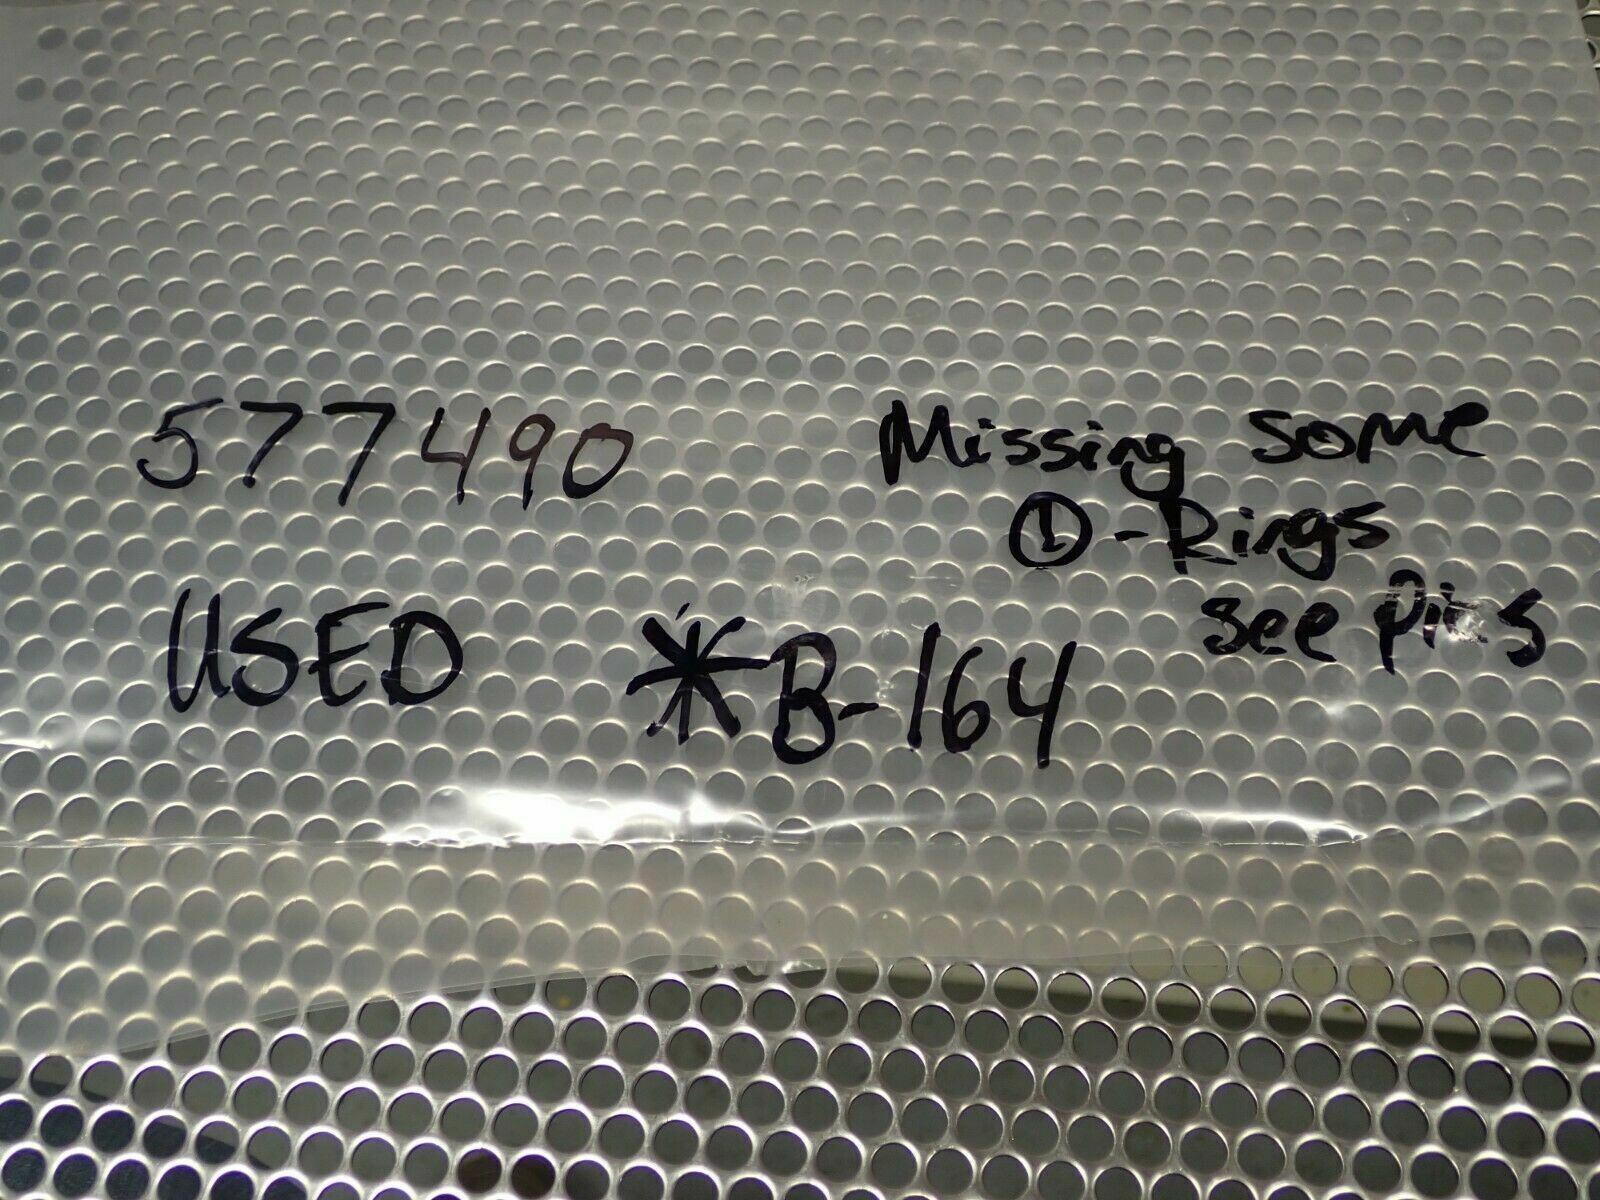 577490
USED
*B-164
Missing some
O-Rings
see pics